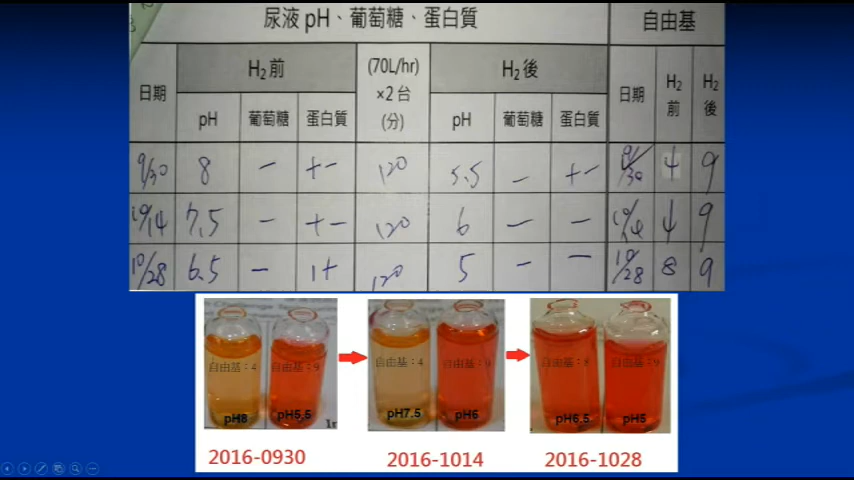 尿液 pH、葡萄糖、蛋白質 自由基
日期 H₂前 (70L/hr) ×2台 (分) H₂後 日期 H₂前 H₂後
pH 葡萄糖 蛋白質 pH 葡萄糖 蛋白質
9/30 8 − +− 120 5.5 − +− 9/30 4 9
10/14 7.5 − +− 120 6 − − 10/14 4 9
10/28 6.5 − 1+ 120 5 − − 10/28 8 9
自由基：4 自由基：9 自由基：4 自由基：9 自由基：8 自由基：9
pH8 pH5.5 pH7.5 pH6 pH6.5 pH5
2016-0930 2016-1014 2016-1028